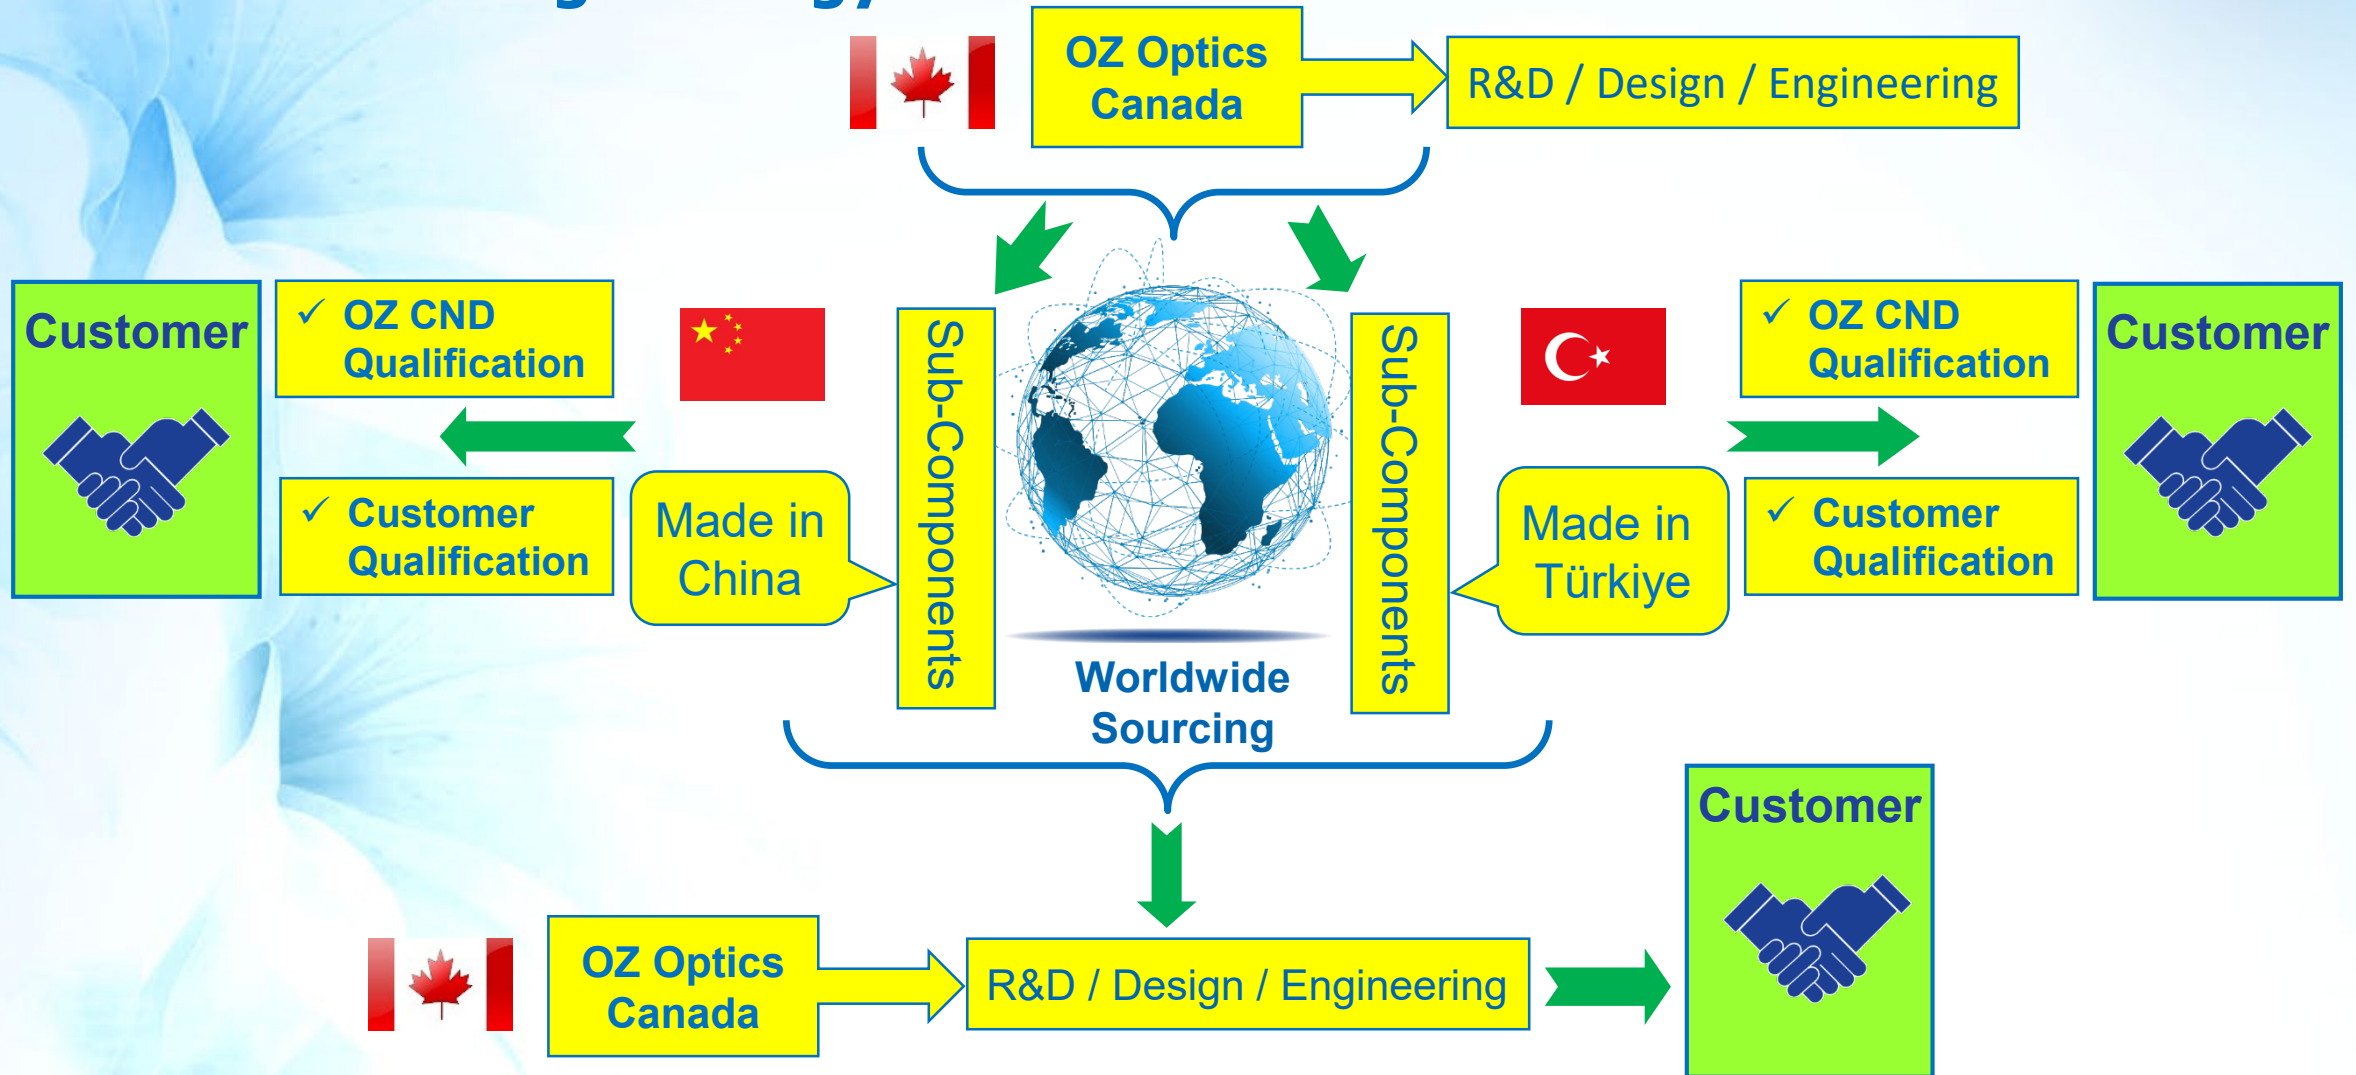 OZ Optics
Canada
R&D / Design / Engineering
Customer
✓ OZ CND
Qualification
✓ Customer
Qualification
Made in
China
Sub-Components
Worldwide
Sourcing
Sub-Components
Made in
Türkiye
✓ OZ CND
Qualification
✓ Customer
Qualification
Customer
OZ Optics
Canada
R&D / Design / Engineering
Customer